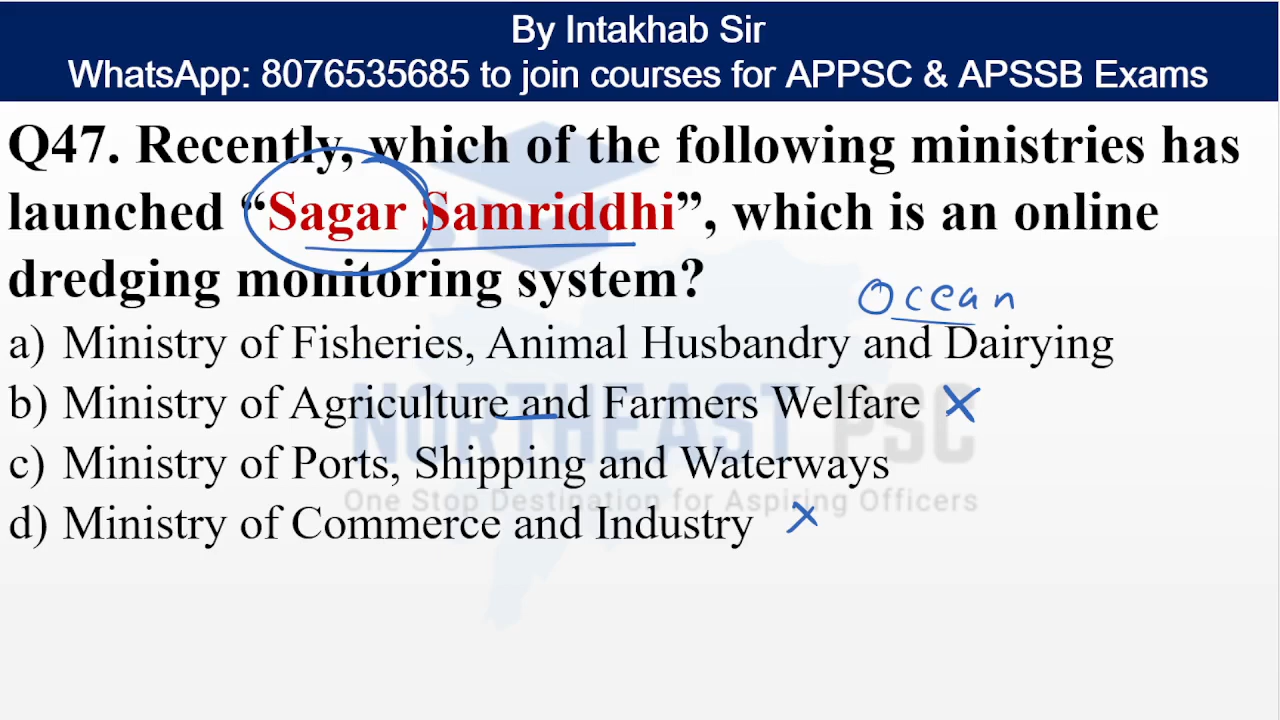 By Intakhab Sir
WhatsApp: 8076535685 to join courses for APPSC & APSSB Exams
Q47. Recently, which of the following ministries has
launched “Sagar Samriddhi”, which is an online
dredging monitoring system?
Ocean
a) Ministry of Fisheries, Animal Husbandry and Dairying
b) Ministry of Agriculture and Farmers Welfare
c) Ministry of Ports, Shipping and Waterways
d) Ministry of Commerce and Industry
NORTHEAST PSC
One Stop Destination for Aspiring Officers